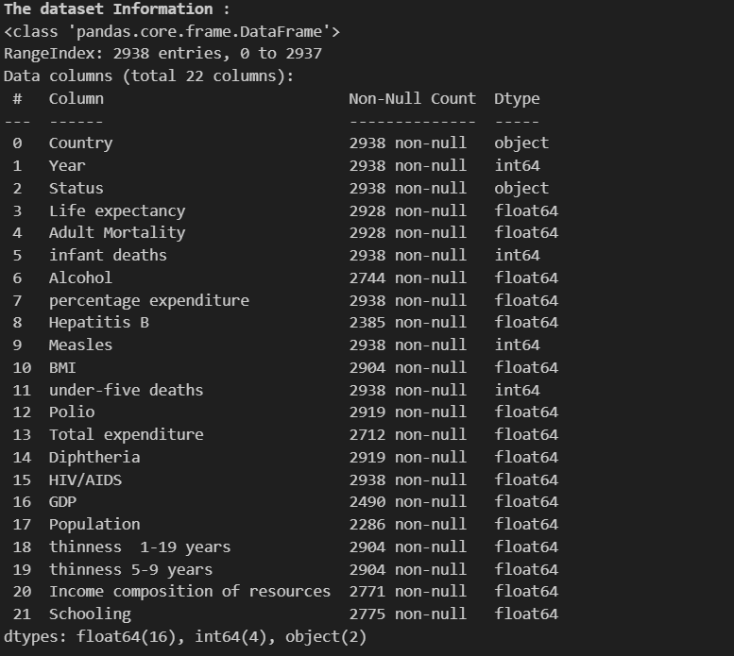 The dataset Information :
<class 'pandas.core.frame.DataFrame'>
RangeIndex: 2938 entries, 0 to 2937
Data columns (total 22 columns):
 #   Column                           Non-Null Count  Dtype
---  ------                           --------------  -----
 0   Country                          2938 non-null   object
 1   Year                             2938 non-null   int64
 2   Status                           2938 non-null   object
 3   Life expectancy                  2928 non-null   float64
 4   Adult Mortality                  2928 non-null   float64
 5   infant deaths                    2938 non-null   int64
 6   Alcohol                          2744 non-null   float64
 7   percentage expenditure           2938 non-null   float64
 8   Hepatitis B                      2385 non-null   float64
 9   Measles                          2938 non-null   int64
 10  BMI                              2904 non-null   float64
 11  under-five deaths                2938 non-null   int64
 12  Polio                            2919 non-null   float64
 13  Total expenditure                2712 non-null   float64
 14  Diphtheria                       2919 non-null   float64
 15  HIV/AIDS                         2938 non-null   float64
 16  GDP                              2490 non-null   float64
 17  Population                       2286 non-null   float64
 18  thinness  1-19 years             2904 non-null   float64
 19  thinness 5-9 years               2904 non-null   float64
 20  Income composition of resources  2771 non-null   float64
 21  Schooling                        2775 non-null   float64
dtypes: float64(16), int64(4), object(2)